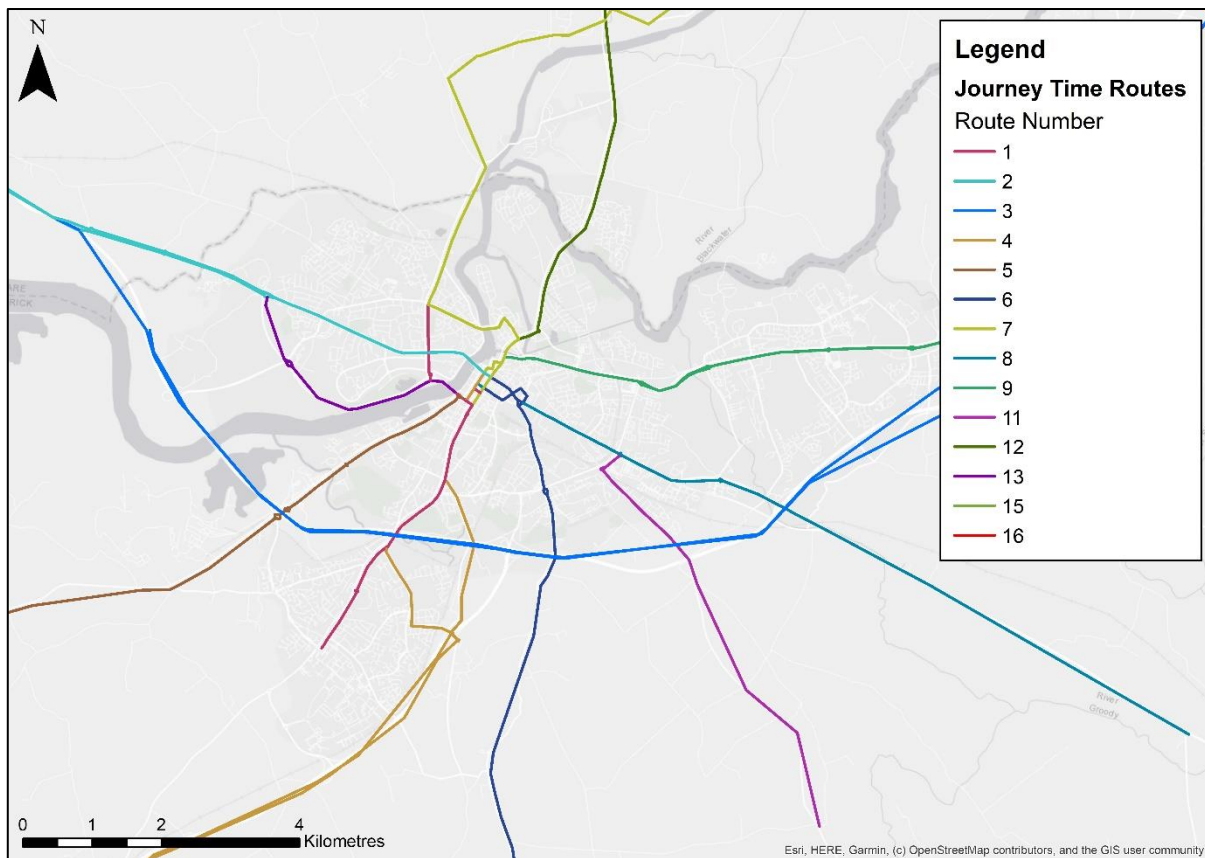 N
Legend
Journey Time Routes
Route Number
1
2
3
4
5
6
7
8
9
11
12
13
15
16
River
Blackwater
ARE
RICK
River
Groody
0 1 2 4
Kilometres
Esri, HERE, Garmin, (c) OpenStreetMap contributors, and the GIS user community